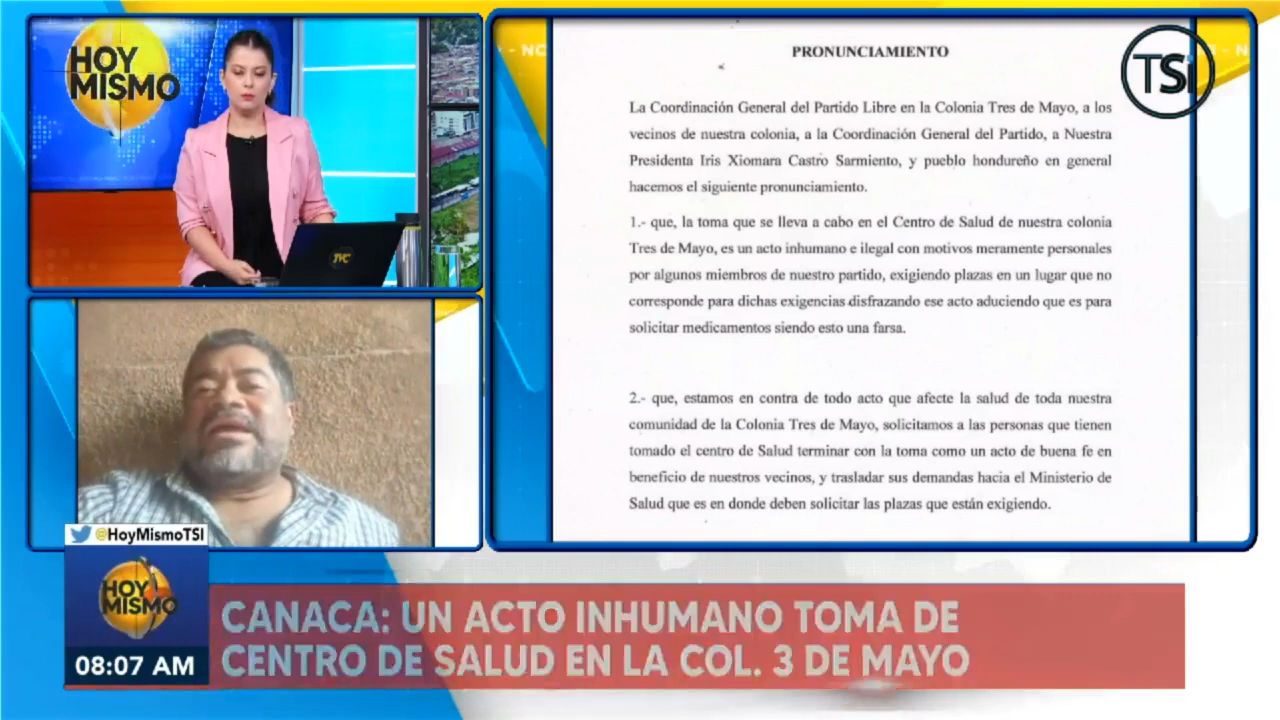 HOY
MISMO
TVC
- NO
TSi
- N
PRONUNCIAMIENTO
La Coordinación General del Partido Libre en la Colonia Tres de Mayo, a los
vecinos de nuestra colonia, a la Coordinación General del Partido, a Nuestra
Presidenta Iris Xiomara Castro Sarmiento, y pueblo hondureño en general
hacemos el siguiente pronunciamiento.
1.- que, la toma que se lleva a cabo en el Centro de Salud de nuestra colonia
Tres de Mayo, es un acto inhumano e ilegal con motivos meramente personales
por algunos miembros de nuestro partido, exigiendo plazas en un lugar que no
corresponde para dichas exigencias disfrazando ese acto aduciendo que es para
solicitar medicamentos siendo esto una farsa.
2.- que, estamos en contra de todo acto que afecte la salud de toda nuestra
comunidad de la Colonia Tres de Mayo, solicitamos a las personas que tienen
tomado el centro de Salud terminar con la toma como un acto de buena fe en
beneficio de nuestros vecinos, y trasladar sus demandas hacia el Ministerio de
Salud que es en donde deben solicitar las plazas que están exigiendo.
@HoyMismoTSI
HOY
MISMO
08:07 AM
CANACA: UN ACTO INHUMANO TOMA DE
CENTRO DE SALUD EN LA COL. 3 DE MAYO